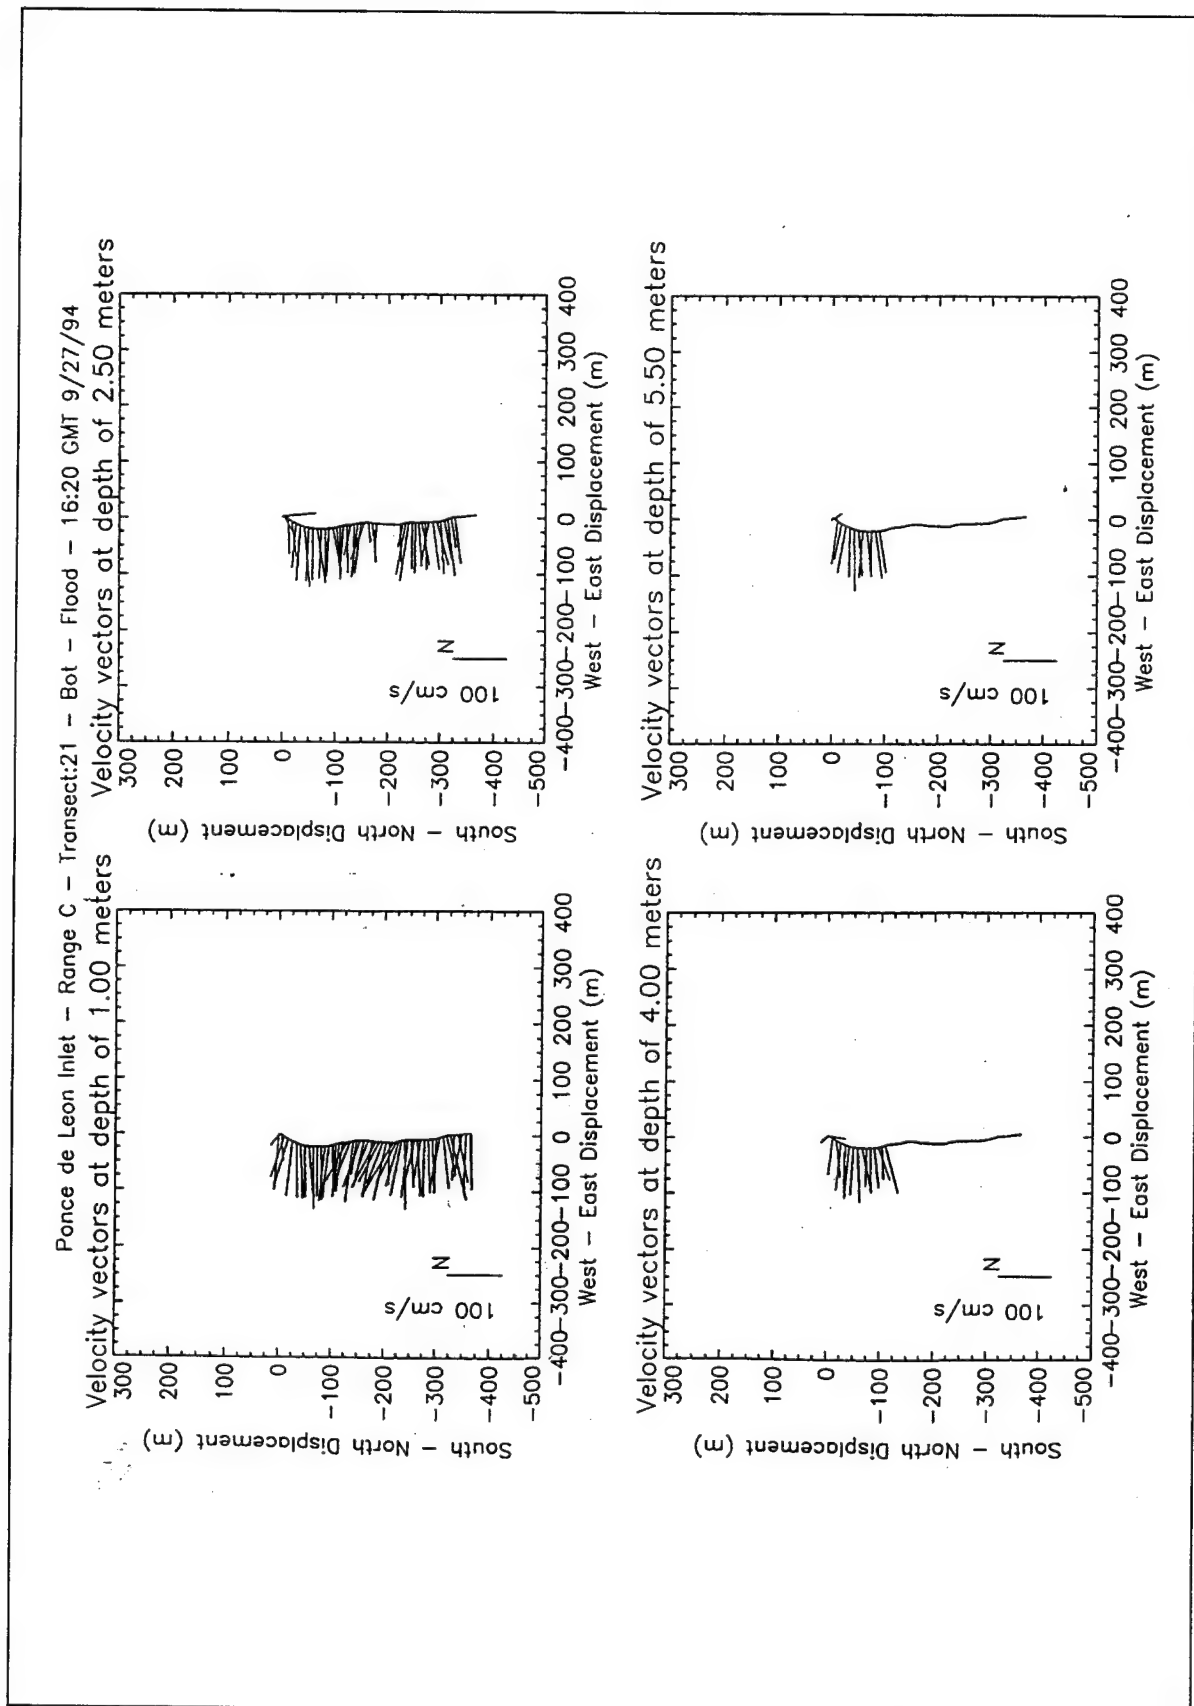 Ponce de Leon Inlet – Range C – Transect:21 – Bot – Flood – 16:20 GMT 9/27/94
Velocity vectors at depth of 1.00 meters
300
200
100
0
–100
–200
–300
–400
–500
South – North Displacement (m)
100 cm/s
N
–400–300–200–100 0 100 200 300 400
West – East Displacement (m)
Velocity vectors at depth of 2.50 meters
300
200
100
0
–100
–200
–300
–400
–500
South – North Displacement (m)
100 cm/s
N
–400–300–200–100 0 100 200 300 400
West – East Displacement (m)
Velocity vectors at depth of 4.00 meters
300
200
100
0
–100
–200
–300
–400
–500
South – North Displacement (m)
100 cm/s
N
–400–300–200–100 0 100 200 300 400
West – East Displacement (m)
Velocity vectors at depth of 5.50 meters
300
200
100
0
–100
–200
–300
–400
–500
South – North Displacement (m)
100 cm/s
N
–400–300–200–100 0 100 200 300 400
West – East Displacement (m)